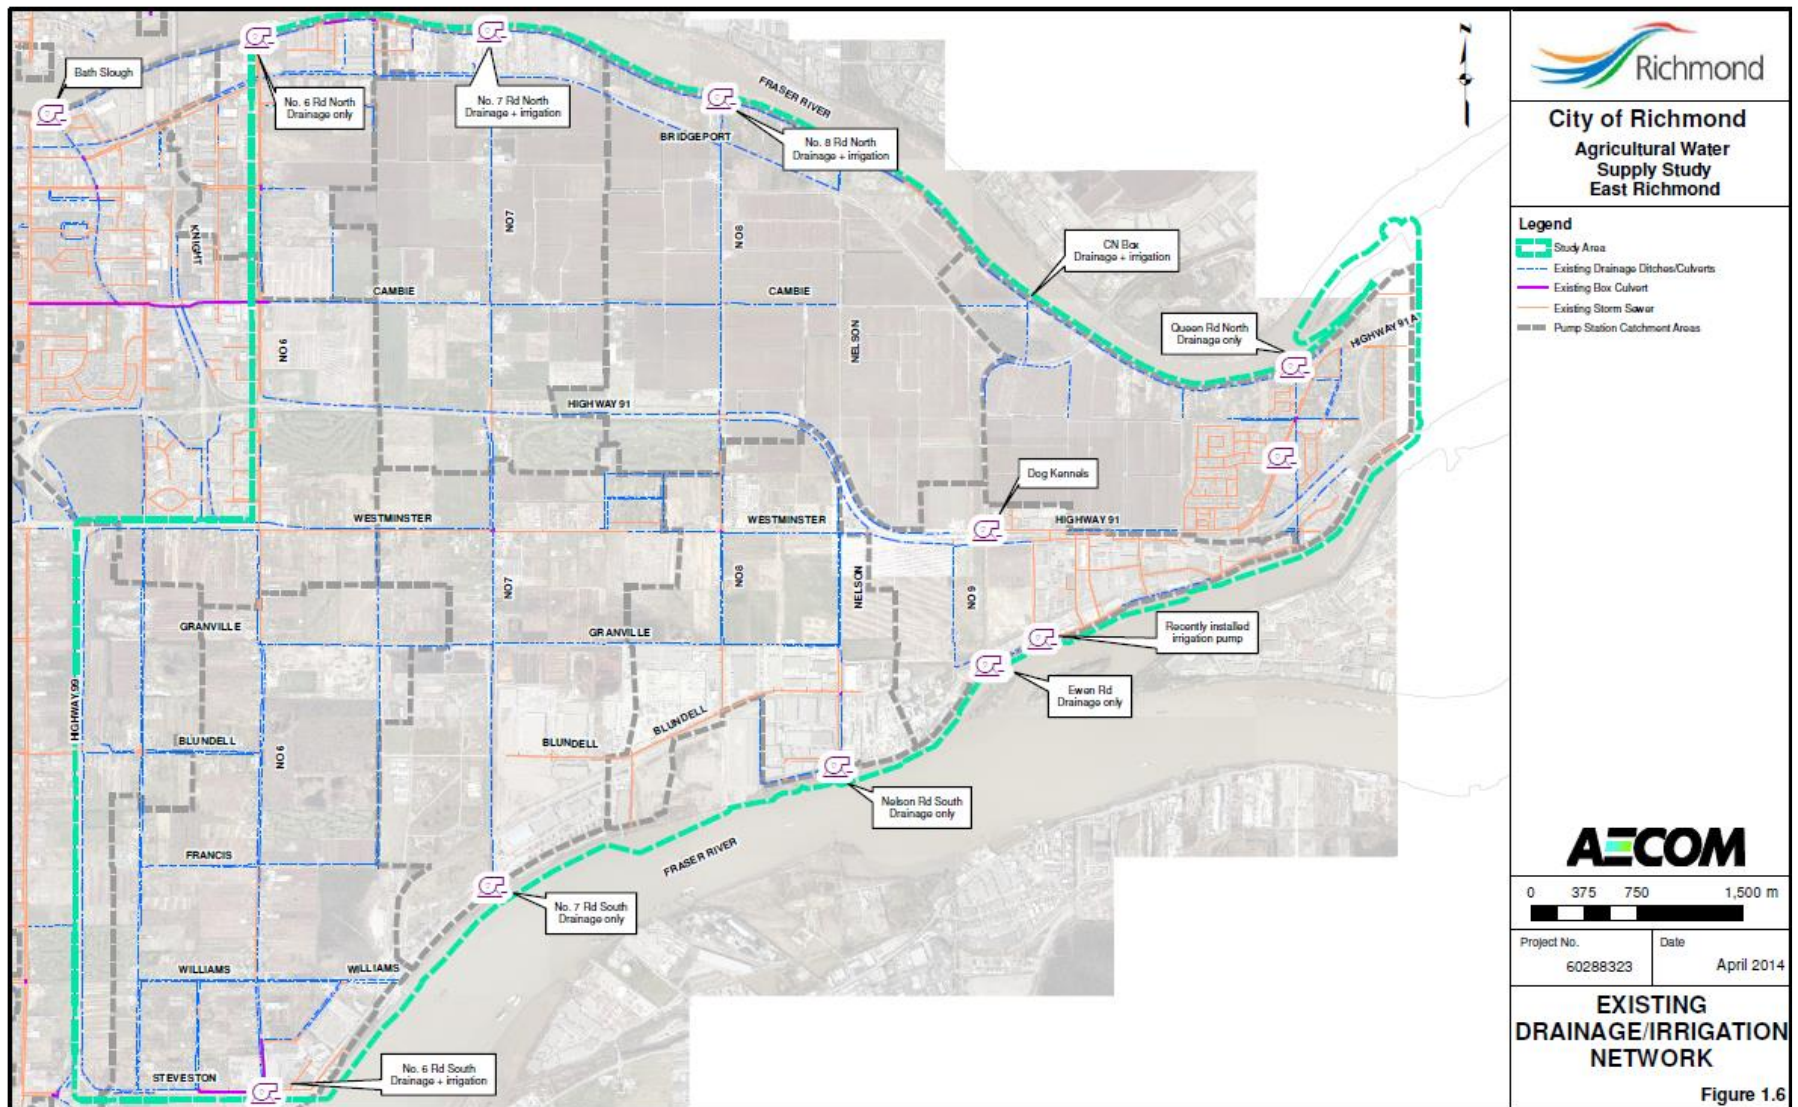 Bath Slough
No. 6 Rd North
Drainage only
No. 7 Rd North
Drainage + irrigation
FRASER RIVER
BRIDGEPORT
No. 8 Rd North
Drainage + irrigation
N
KNIGHT
NO7
NO8
CN Box
Drainage + irrigation
CAMBIE
CAMBIE
Queen Rd North
Drainage only
HIGHWAY 91A
NO 6
NELSON
HIGHWAY 91
Dog Kennels
WESTMINSTER
WESTMINSTER
HIGHWAY 91
NO7
NO8
NELSON
NO 9
GRANVILLE
GRANVILLE
Recently installed
irrigation pump
Ewen Rd
Drainage only
HIGHWAY 99
BLUNDELL
NO 6
BLUNDELL
BLUNDELL
Nelson Rd South
Drainage only
FRANCIS
FRASER RIVER
No. 7 Rd South
Drainage only
WILLIAMS
WILLIAMS
STEVESTON
No. 6 Rd South
Drainage + irrigation
Richmond
City of Richmond
Agricultural Water
Supply Study
East Richmond
Legend
Study Area
Existing Drainage Ditches/Culverts
Existing Box Culvert
Existing Storm Sewer
Pump Station Catchment Areas
AECOM
0 375 750 1,500 m
Project No.
60288323
Date
April 2014
EXISTING
DRAINAGE/IRRIGATION
NETWORK
Figure 1.6